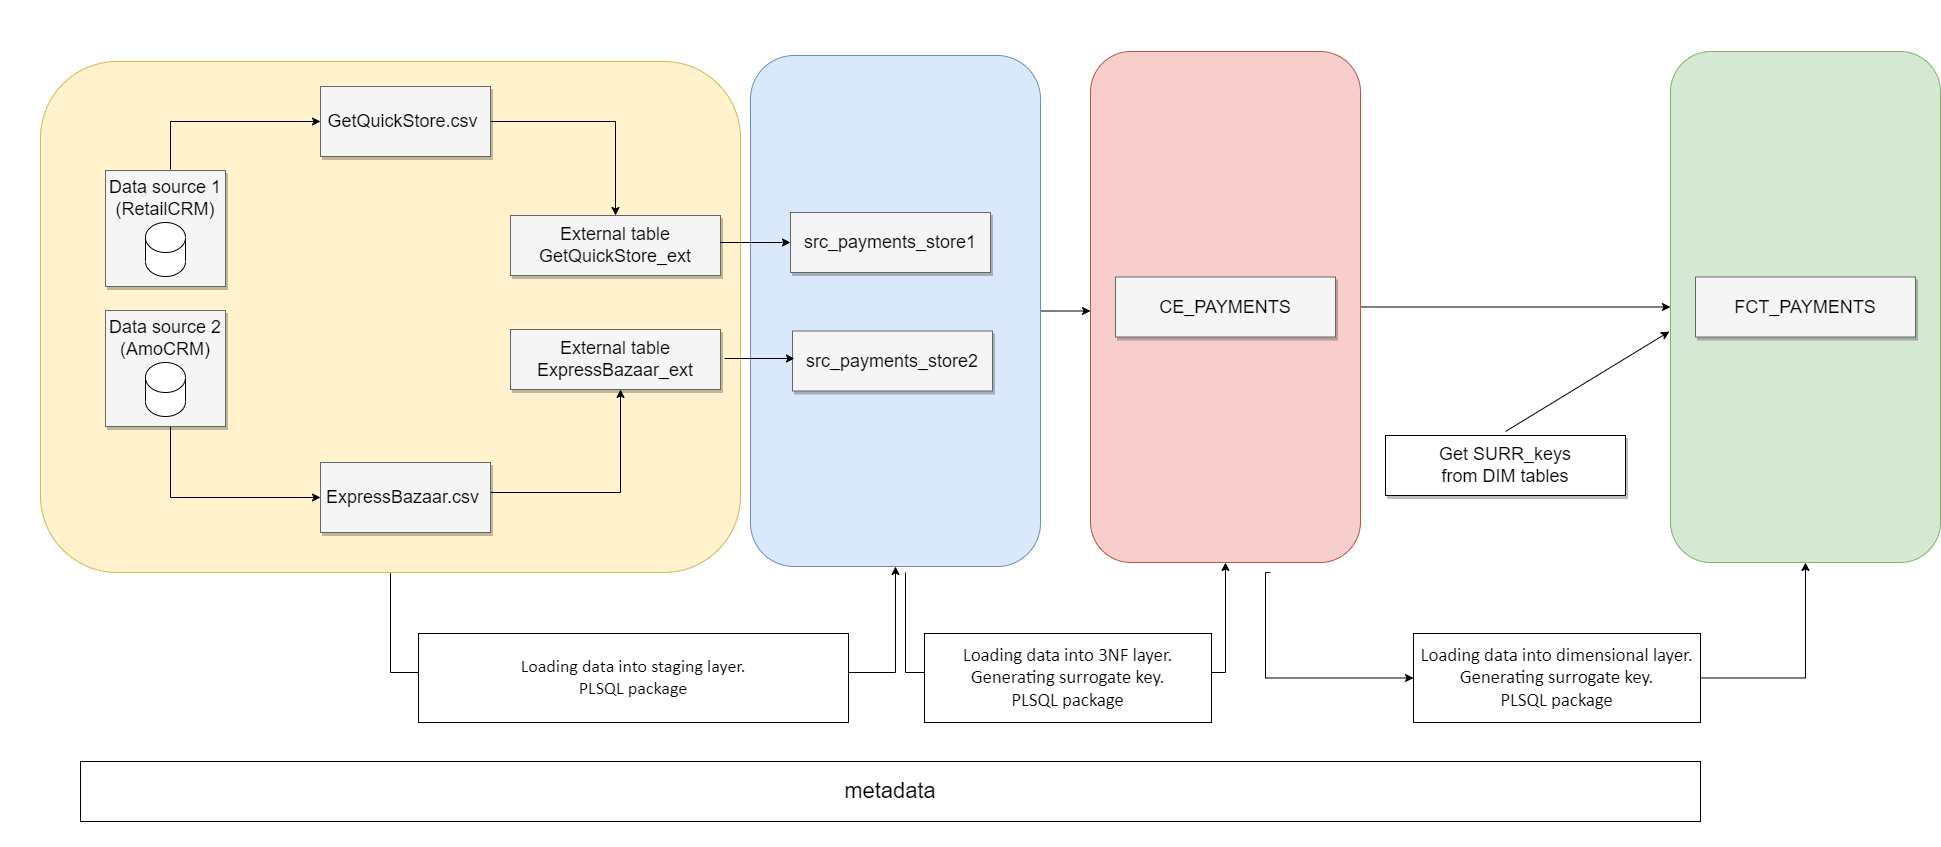 GetQuickStore.csv
Data source 1
(RetailCRM)
External table
GetQuickStore_ext
src_payments_store1
Data source 2
(AmoCRM)
External table
ExpressBazaar_ext
src_payments_store2
ExpressBazaar.csv
CE_PAYMENTS
FCT_PAYMENTS
Get SURR_keys
from DIM tables
Loading data into staging layer.
PLSQL package
Loading data into 3NF layer.
Generating surrogate key.
PLSQL package
Loading data into dimensional layer.
Generating surrogate key.
PLSQL package
metadada